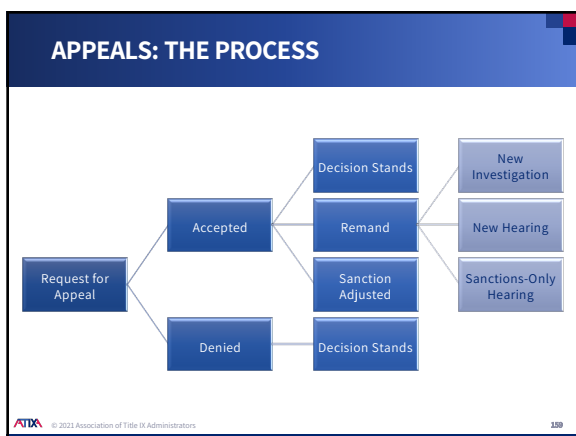 APPEALS: THE PROCESS
Decision Stands
New
Investigation
Accepted
Remand
New Hearing
Request for
Appeal
Sanction
Adjusted
Sanctions-Only
Hearing
Denied
Decision Stands
ATIXA
© 2021 Association of Title IX Administrators
159